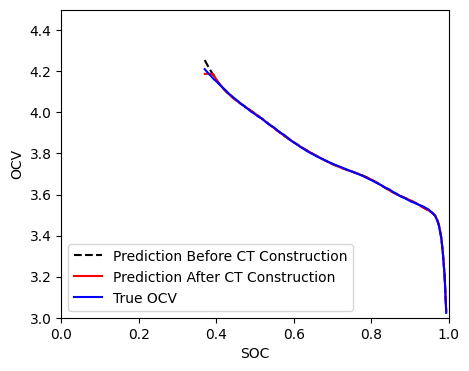 4.4
4.2
4.0
3.8
3.6
3.4
3.2
3.0
OCV
Prediction Before CT Construction
Prediction After CT Construction
True OCV
0.0 0.2 0.4 0.6 0.8 1.0
SOC